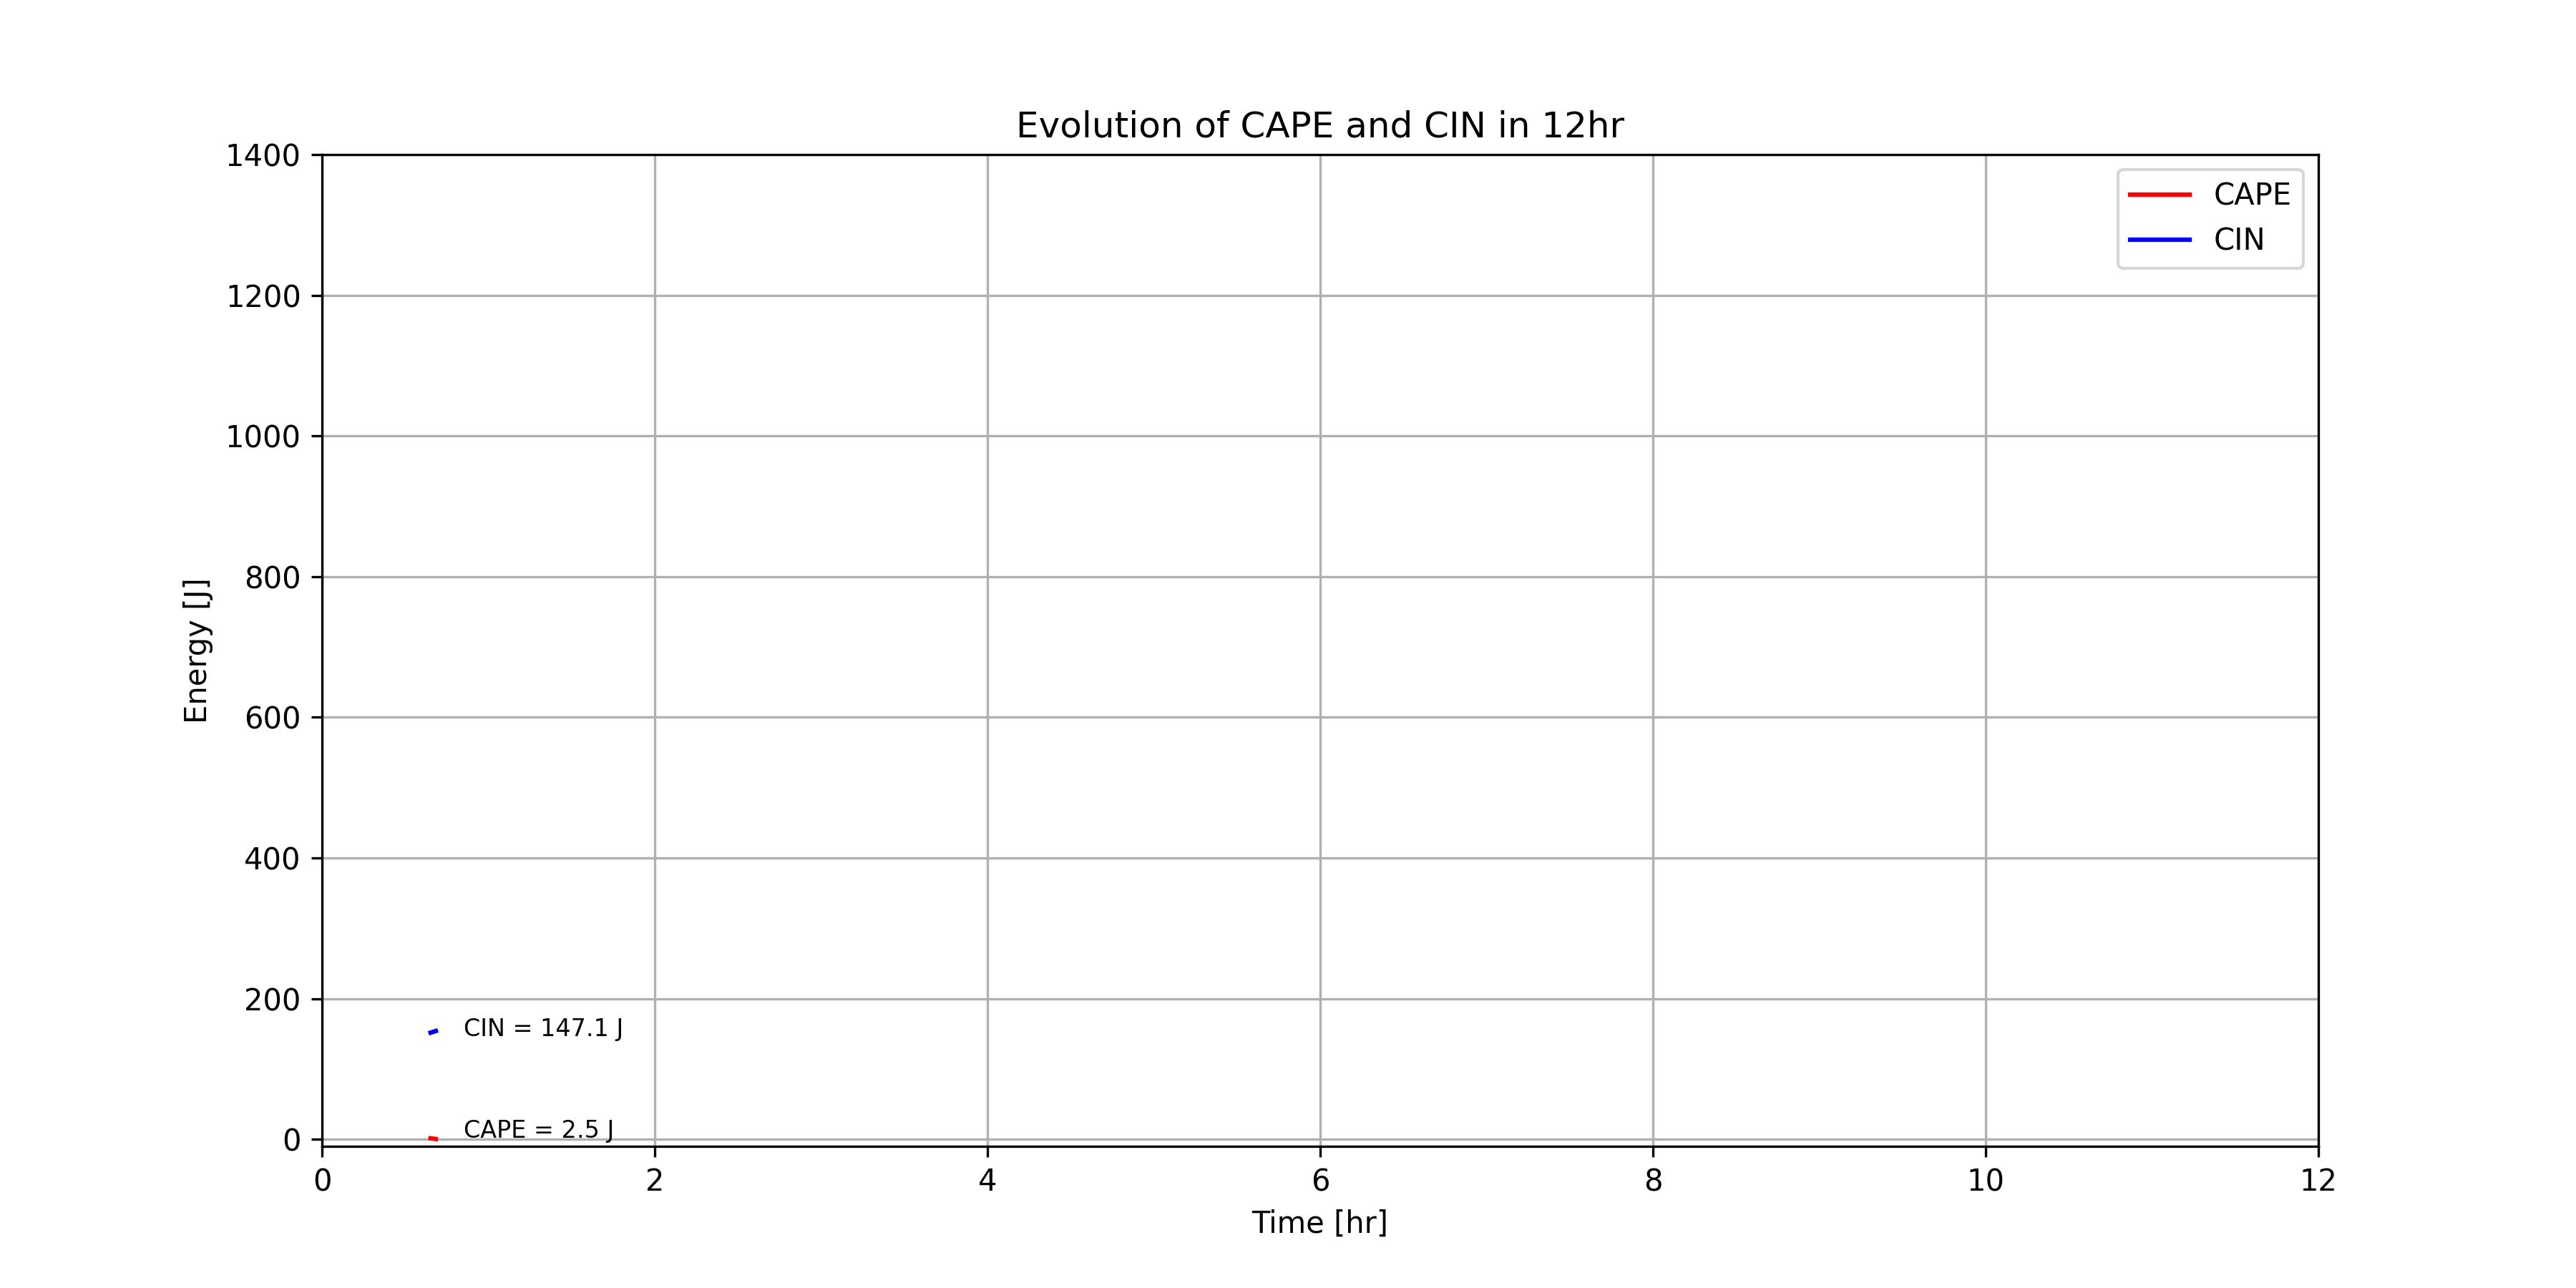 Evolution of CAPE and CIN in 12hr
1400
1200
1000
800
600
400
200
0
Energy [J]
CAPE
CIN
CIN = 147.1 J
CAPE = 2.5 J
0 2 4 6 8 10 12
Time [hr]